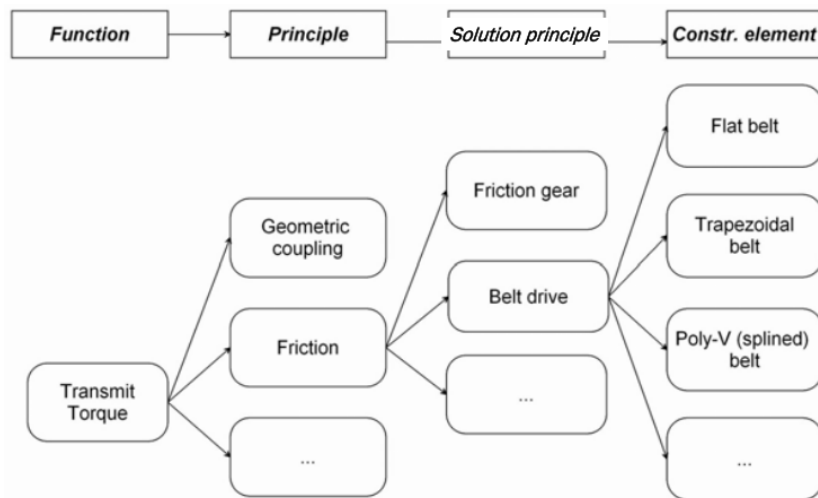 Function
Principle
Solution principle
Constr. element
Flat belt
Friction gear
Geometric
coupling
Trapezoidal
belt
Belt drive
Friction
Poly-V (splined)
belt
Transmit
Torque
...
...
...